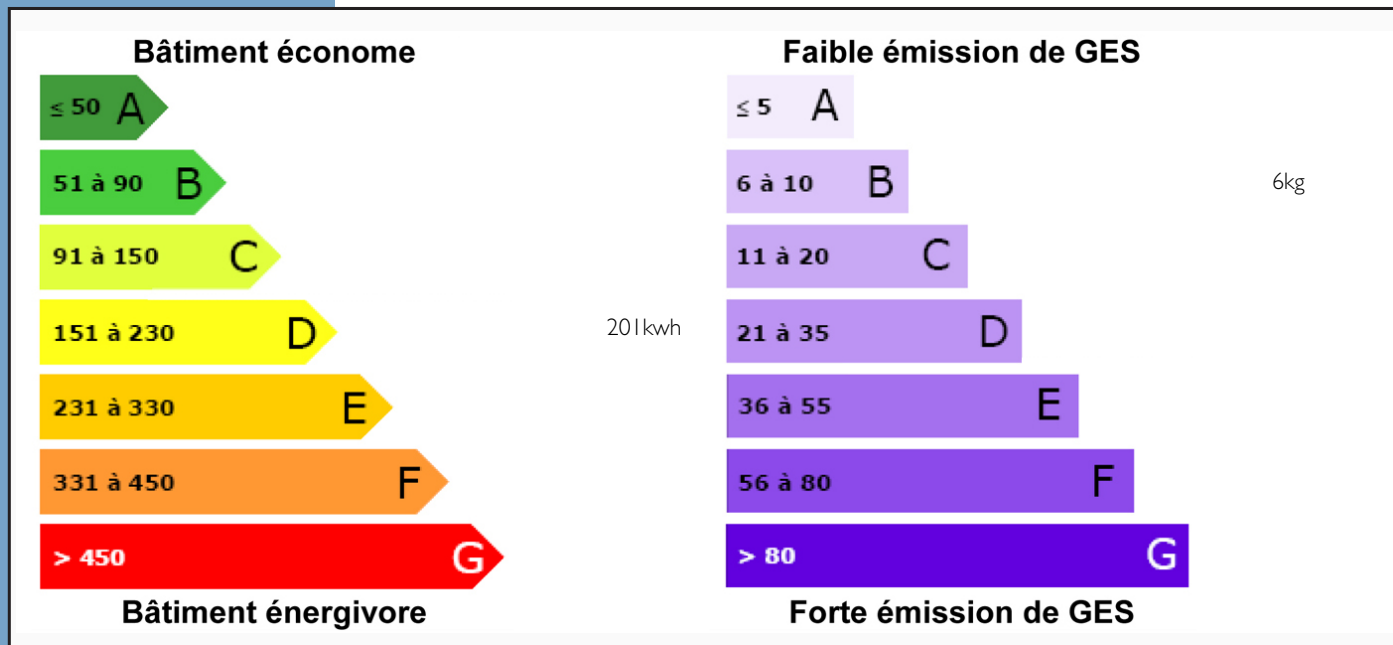 Bâtiment économe
≤ 50 A
51 à 90 B
91 à 150 C
151 à 230 D
201kwh
231 à 330 E
331 à 450 F
> 450 G
Bâtiment énergivore
Faible émission de GES
≤ 5 A
6 à 10 B
6kg
11 à 20 C
21 à 35 D
36 à 55 E
56 à 80 F
> 80 G
Forte émission de GES